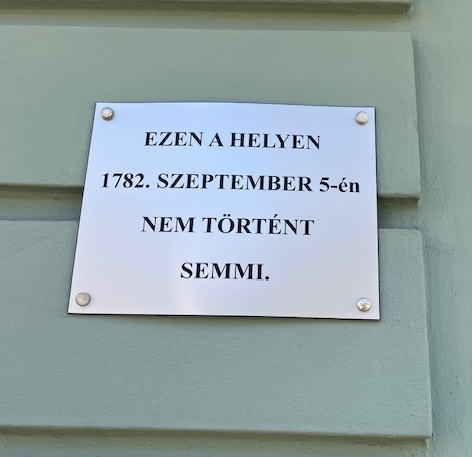 EZEN A HELYEN
1782. SZEPTEMBER 5-én
NEM TÖRTÉNT
SEMMI.